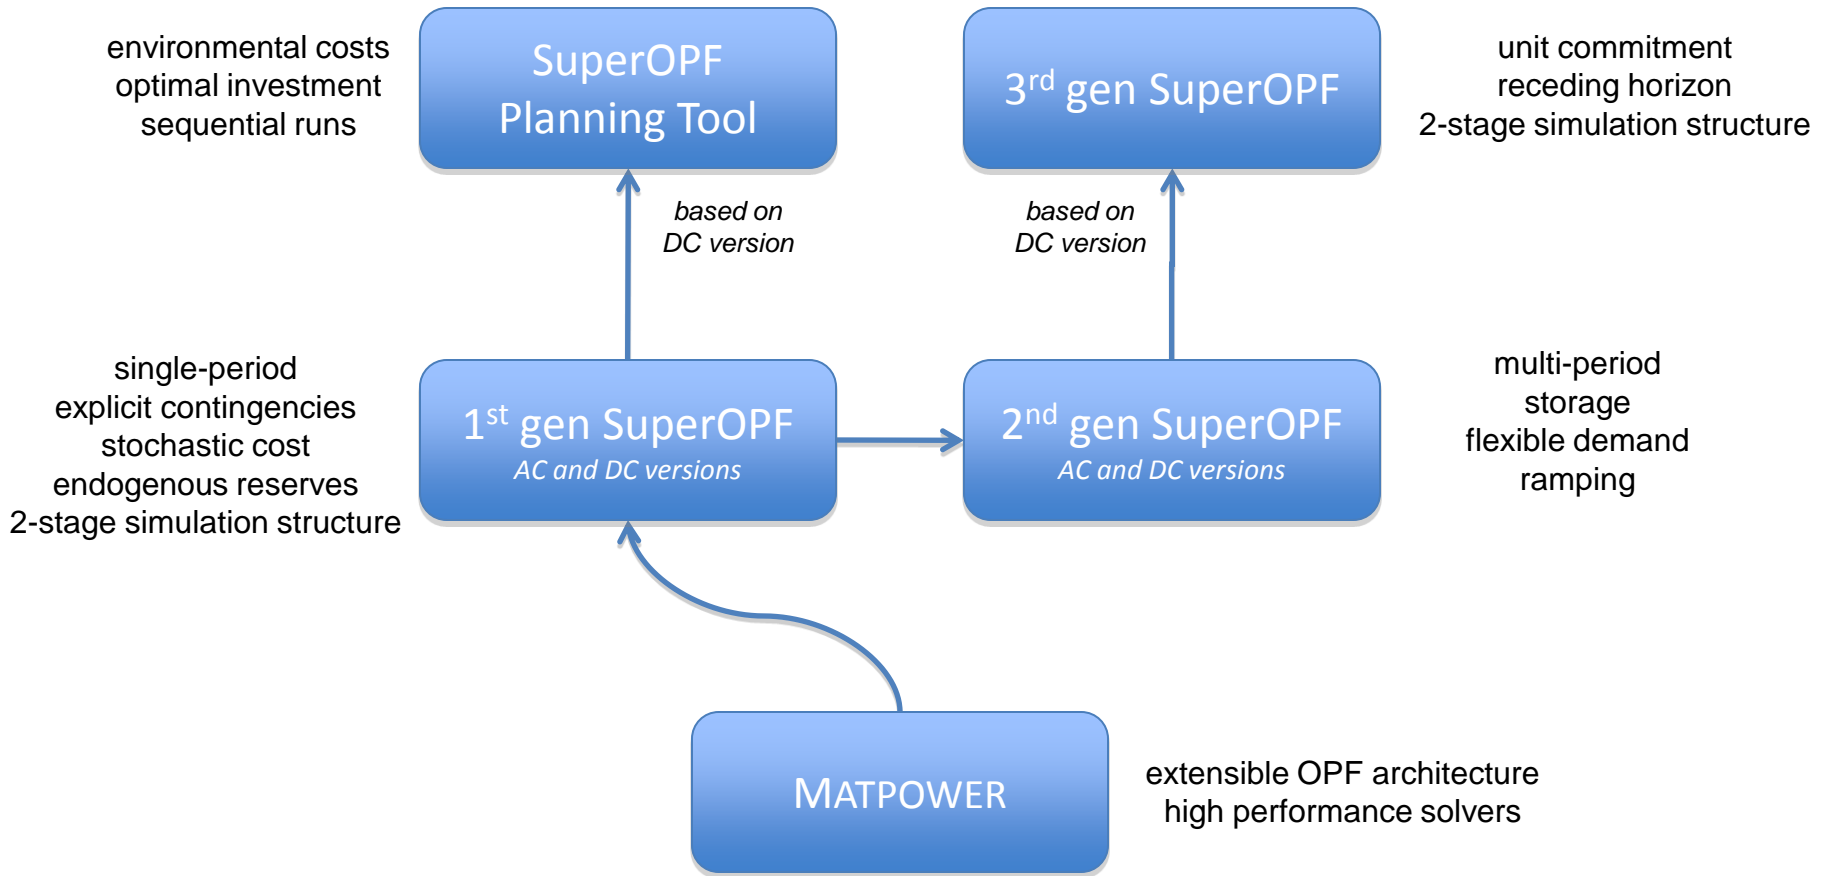 environmental costs
optimal investment
sequential runs
SuperOPF
Planning Tool
3rd gen SuperOPF
unit commitment
receding horizon
2-stage simulation structure
based on
DC version
based on
DC version
single-period
explicit contingencies
stochastic cost
endogenous reserves
2-stage simulation structure
1st gen SuperOPF
AC and DC versions
2nd gen SuperOPF
AC and DC versions
multi-period
storage
flexible demand
ramping
MATPOWER
extensible OPF architecture
high performance solvers